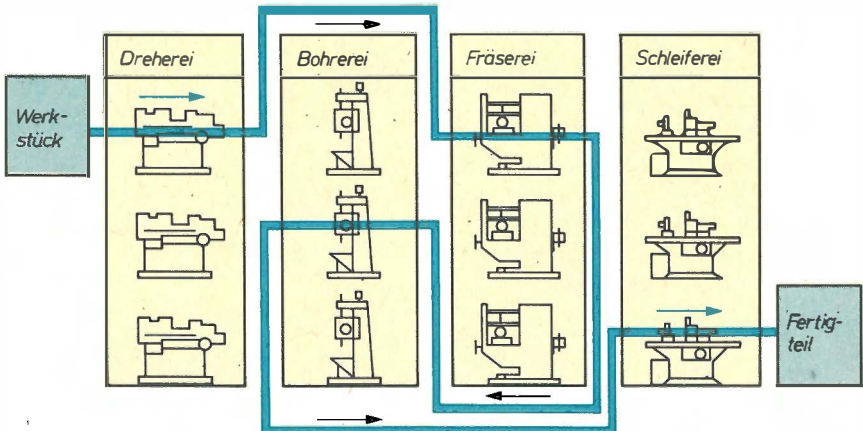 Dreherei
Bohrerei
Fräserei
Schleiferei
Werk-
stück
Fertig-
teil